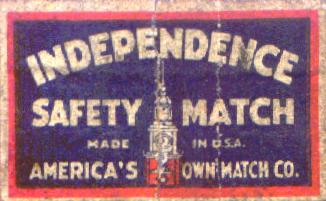 INDEPENDENCE
SAFETY MATCH
MADE IN U.S.A.
AMERICA'S OWN MATCH CO.